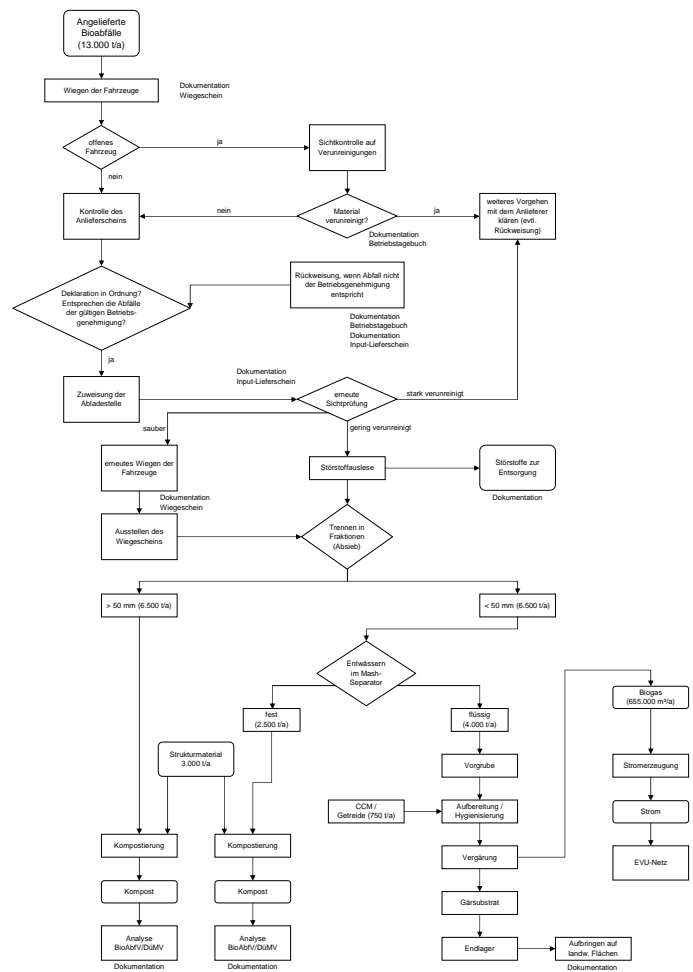 Angelieferte
Bioabfälle
(13.000 t/a)
Wiegen der Fahrzeuge
Dokumentation
Wiegeschein
offenes
Fahrzeug
ja
Sichtkontrolle auf
Verunreinigungen
nein
Kontrolle des
Anlieferscheins
nein
Material
verunreinigt?
ja
weiteres Vorgehen
mit dem Anlieferer
klären (evtl.
Rückweisung)
Dokumentation
Betriebstagebuch
Deklaration in Ordnung?
Entsprechen die Abfälle
der gültigen Betriebs-
genehmigung?
Rückweisung, wenn Abfall nicht
der Betriebsgenehmigung
entspricht
Dokumentation
Betriebstagebuch
Dokumentation
Input-Lieferschein
ja
Zuweisung der
Abladestelle
Dokumentation
Input-Lieferschein
erneute
Sichtprüfung
stark verunreinigt
sauber
gering verunreinigt
erneutes Wiegen der
Fahrzeuge
Störstoffauslese
Störstoffe zur
Entsorgung
Dokumentation
Dokumentation
Wiegeschein
Ausstellen des
Wiegescheins
Trennen in
Fraktionen
(Absieb)
> 50 mm (6.500 t/a)
< 50 mm (6.500 t/a)
Entwässern
im Mash-
Separator
Biogas
(655.000 m³/a)
fest
(2.500 t/a)
flüssig
(4.000 t/a)
Strukturmaterial
3.000 t/a
Vorgrube
Stromerzeugung
CCM /
Getreide (750 t/a)
Aufbereitung /
Hygienisierung
Strom
Kompostierung
Kompostierung
Vergärung
EVU-Netz
Kompost
Kompost
Gärsubstrat
Analyse
BioAbfV/DüMV
Analyse
BioAbfV/DüMV
Endlager
Aufbringen auf
landw. Flächen
Dokumentation
Dokumentation
Dokumentation